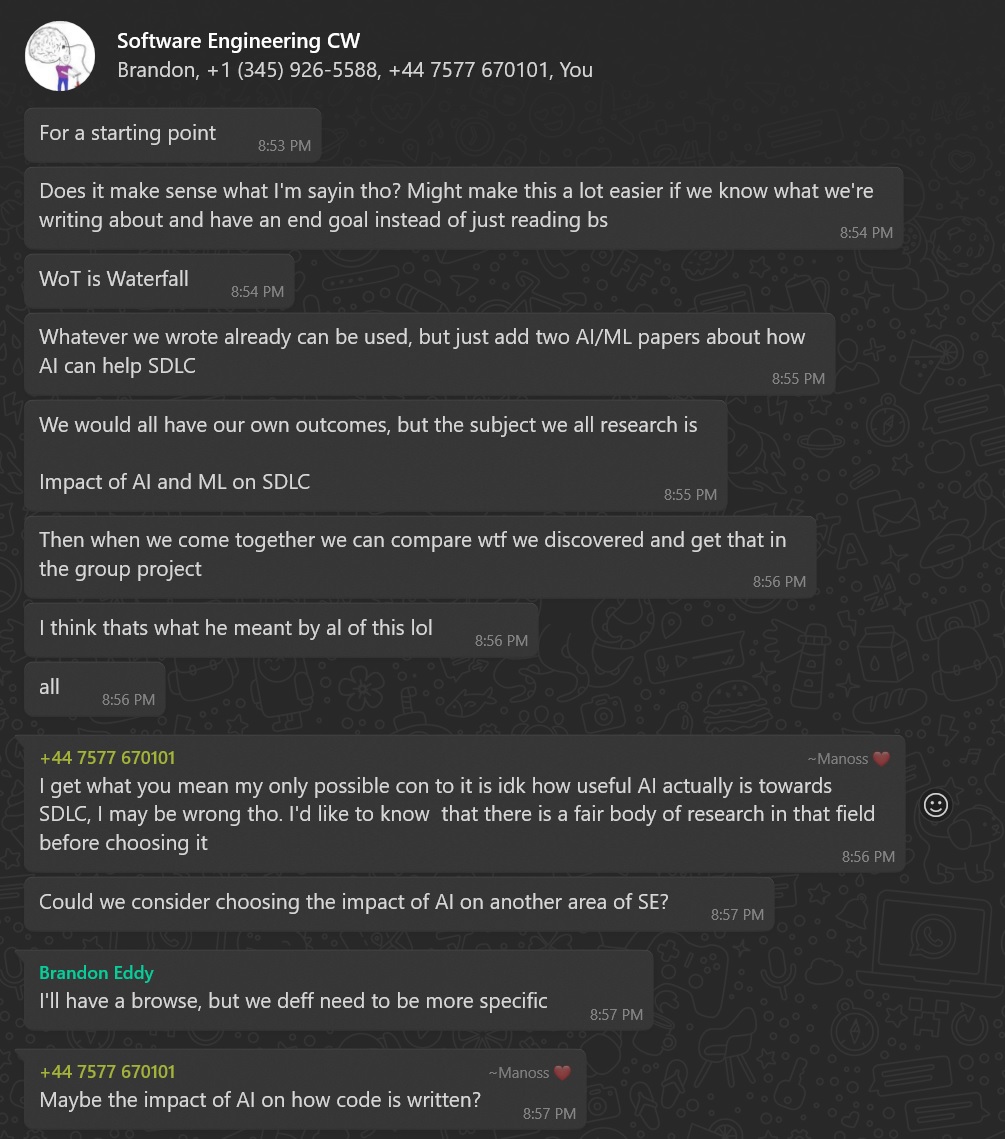 Software Engineering CW
Brandon, +1 (345) 926-5588, +44 7577 670101, You
For a starting point
8:53 PM
Does it make sense what I'm sayin tho? Might make this a lot easier if we know what we're
writing about and have an end goal instead of just reading bs
8:54 PM
WoT is Waterfall
8:54 PM
Whatever we wrote already can be used, but just add two AI/ML papers about how
AI can help SDLC
8:55 PM
We would all have our own outcomes, but the subject we all research is
Impact of AI and ML on SDLC
8:55 PM
Then when we come together we can compare wtf we discovered and get that in
the group project
8:56 PM
I think thats what he meant by al of this lol
8:56 PM
all
8:56 PM
+44 7577 670101 ~Manoss ❤️
I get what you mean my only possible con to it is idk how useful AI actually is towards
SDLC, I may be wrong tho. I'd like to know  that there is a fair body of research in that field
before choosing it
8:56 PM
Could we consider choosing the impact of AI on another area of SE?
8:57 PM
Brandon Eddy
I'll have a browse, but we deff need to be more specific
8:57 PM
+44 7577 670101 ~Manoss ❤️
Maybe the impact of AI on how code is written?
8:57 PM